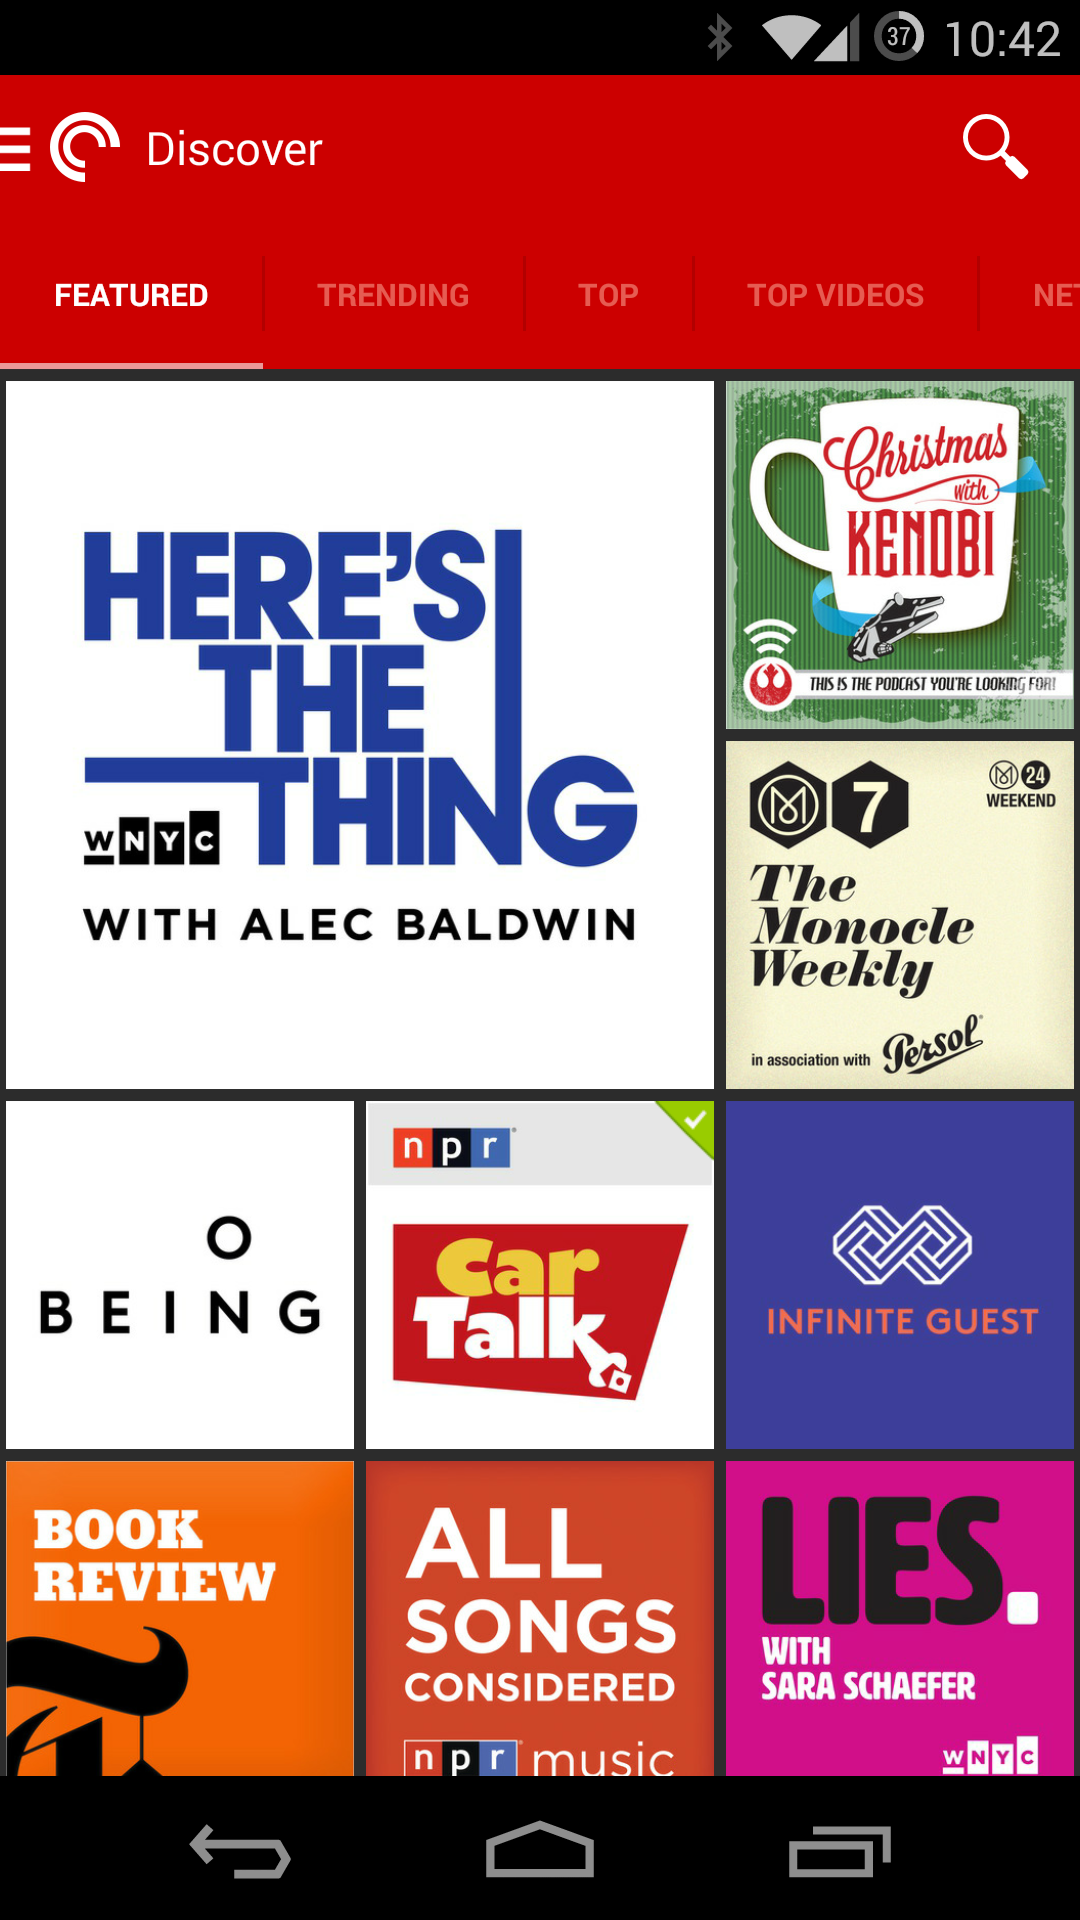 37 10:42
Discover
FEATURED TRENDING TOP TOP VIDEOS NET
HERE'S
THE
THING
WNYC
WITH ALEC BALDWIN
Christmas
with
KENOBI
THIS IS THE PODCAST YOU'RE LOOKING FOR!
7
24
WEEKEND
The
Monocle
Weekly
in association with Persol
O
BEING
npr
Car
Talk
INFINITE GUEST
BOOK
REVIEW
ALL
SONGS
CONSIDERED
npr music
LIES.
WITH
SARA SCHAEFER
WNYC